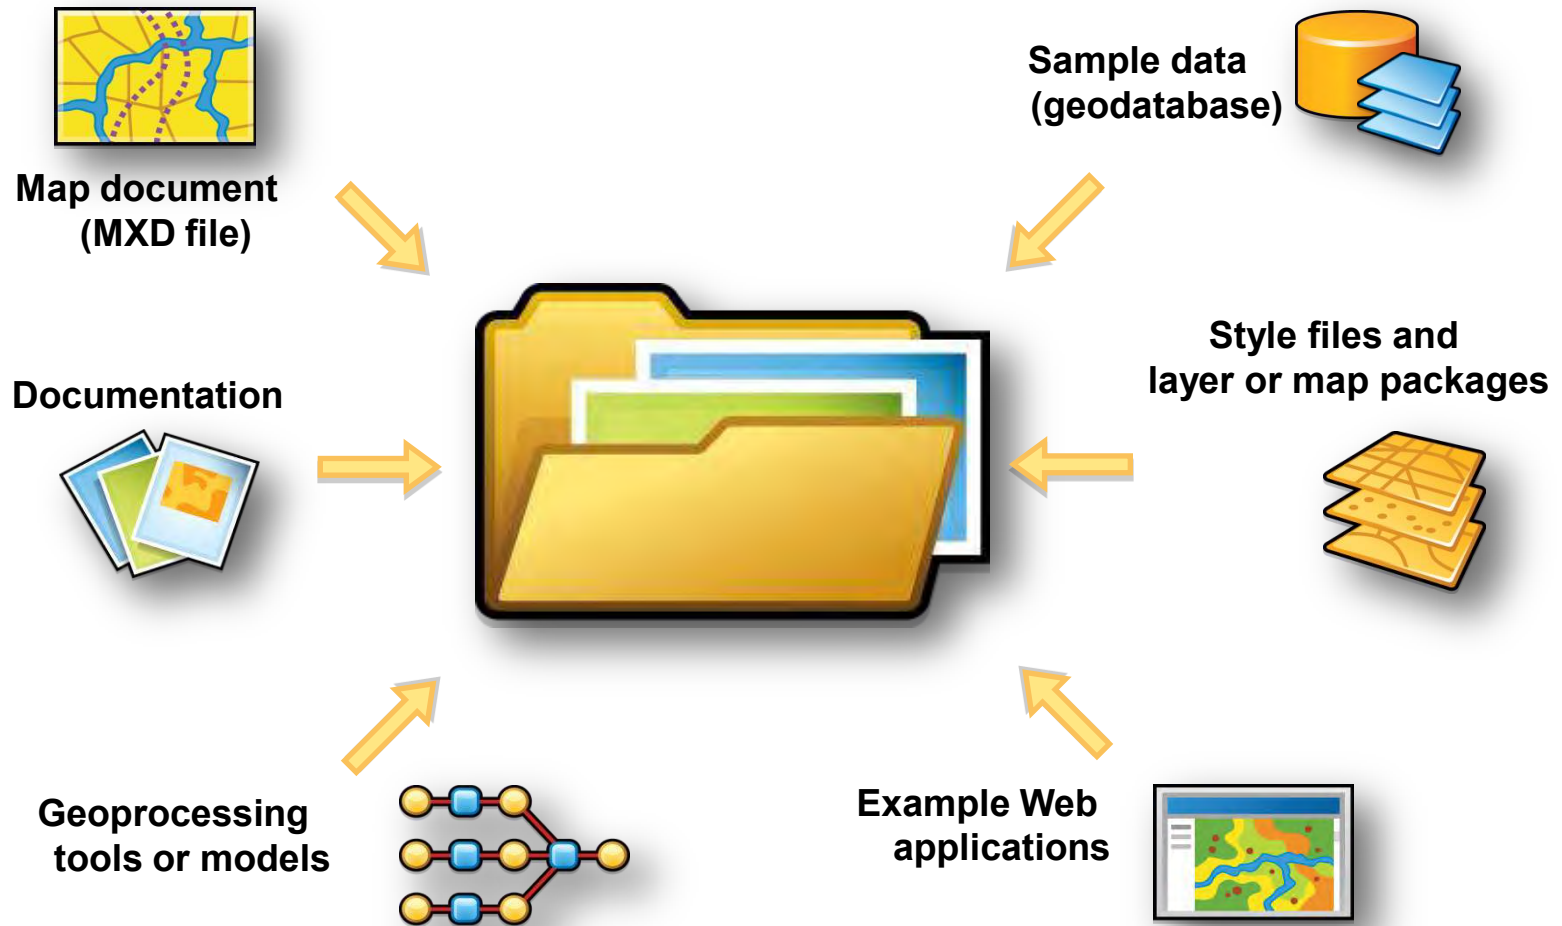 Map document
(MXD file)
Sample data
(geodatabase)
Documentation
Style files and
layer or map packages
Geoprocessing
tools or models
Example Web
applications